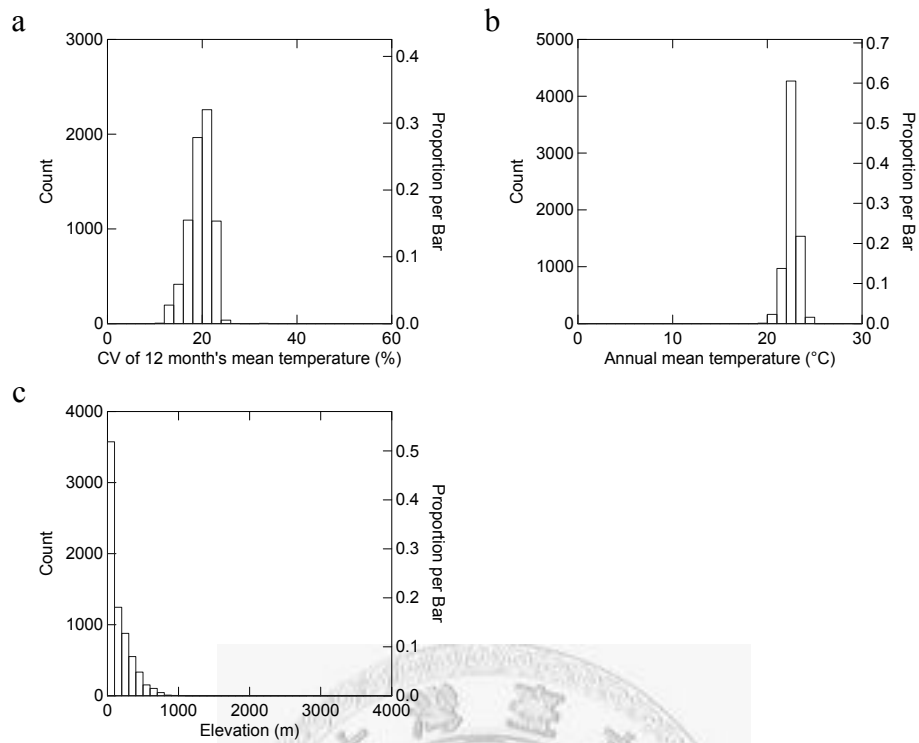 a
3000
2000
1000
0
Count
0.4
0.3
0.2
0.1
0.0
Proportion per Bar
0 20 40 60
CV of 12 month's mean temperature (%)
b
5000
4000
3000
2000
1000
0
Count
0.7
0.6
0.5
0.4
0.3
0.2
0.1
0.0
Proportion per Bar
0 10 20 30
Annual mean temperature (°C)
c
4000
3000
2000
1000
0
Count
0.5
0.4
0.3
0.2
0.1
0.0
Proportion per Bar
0 1000 2000 3000 4000
Elevation (m)